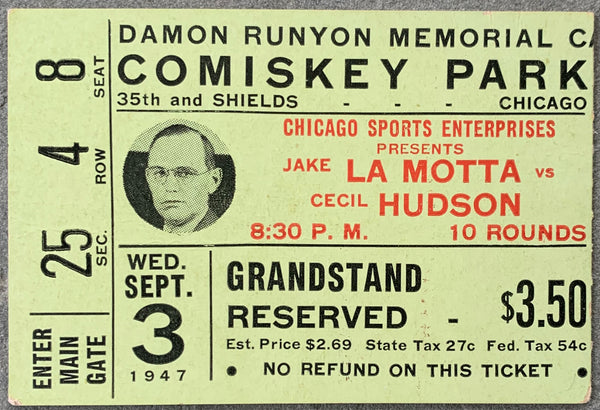 8 SEAT
4 ROW
25 SEC.
ENTER
MAIN
GATE
DAMON RUNYON MEMORIAL CA
COMISKEY PARK
35th and SHIELDS - - - CHICAGO
CHICAGO SPORTS ENTERPRISES
PRESENTS
JAKE LA MOTTA vs
CECIL HUDSON
8:30 P. M. 10 ROUNDS
WED.
SEPT.
3
1947
GRANDSTAND
RESERVED - $3.50
Est. Price $2.69 State Tax 27c Fed. Tax 54c
• NO REFUND ON THIS TICKET •